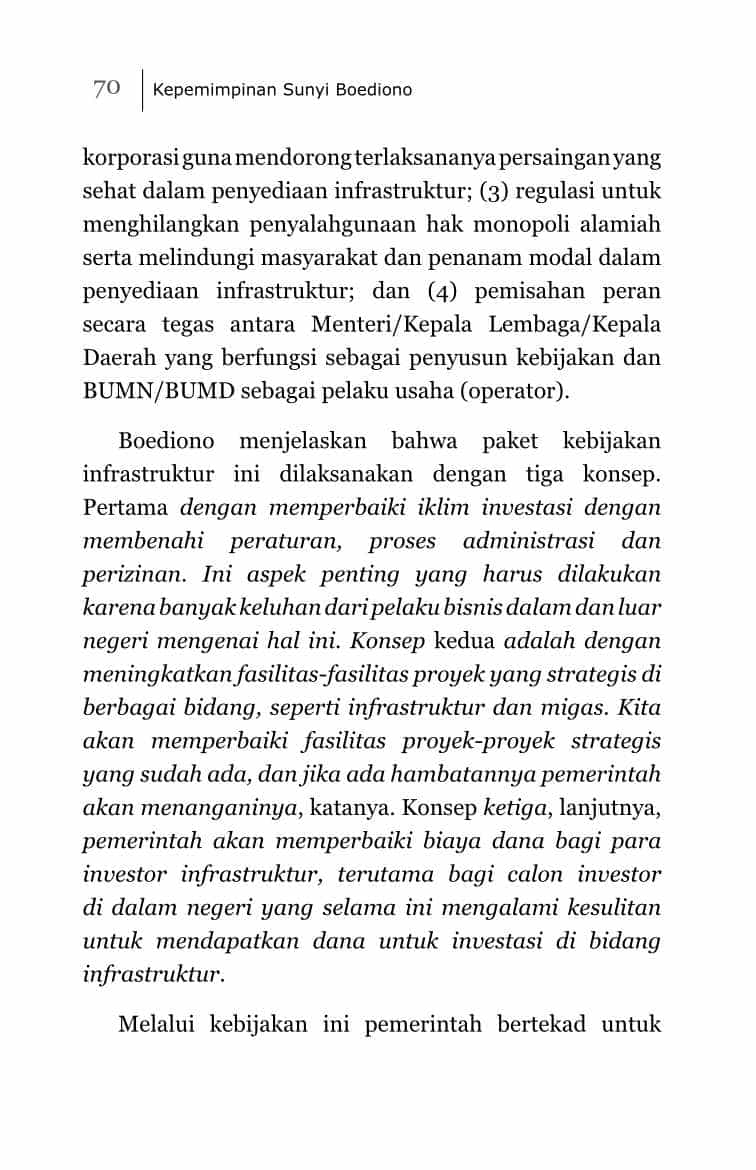 70 Kepemimpinan Sunyi Boediono
korporasi guna mendorong terlaksananya persaingan yang
sehat dalam penyediaan infrastruktur; (3) regulasi untuk
menghilangkan penyalahgunaan hak monopoli alamiah
serta melindungi masyarakat dan penanam modal dalam
penyediaan infrastruktur; dan (4) pemisahan peran
secara tegas antara Menteri/Kepala Lembaga/Kepala
Daerah yang berfungsi sebagai penyusun kebijakan dan
BUMN/BUMD sebagai pelaku usaha (operator).
Boediono menjelaskan bahwa paket kebijakan
infrastruktur ini dilaksanakan dengan tiga konsep.
Pertama dengan memperbaiki iklim investasi dengan
membenahi peraturan, proses administrasi dan
perizinan. Ini aspek penting yang harus dilakukan
karena banyak keluhan dari pelaku bisnis dalam dan luar
negeri mengenai hal ini. Konsep kedua adalah dengan
meningkatkan fasilitas-fasilitas proyek yang strategis di
berbagai bidang, seperti infrastruktur dan migas. Kita
akan memperbaiki fasilitas proyek-proyek strategis
yang sudah ada, dan jika ada hambatannya pemerintah
akan menanganinya, katanya. Konsep ketiga, lanjutnya,
pemerintah akan memperbaiki biaya dana bagi para
investor infrastruktur, terutama bagi calon investor
di dalam negeri yang selama ini mengalami kesulitan
untuk mendapatkan dana untuk investasi di bidang
infrastruktur.
Melalui kebijakan ini pemerintah bertekad untuk